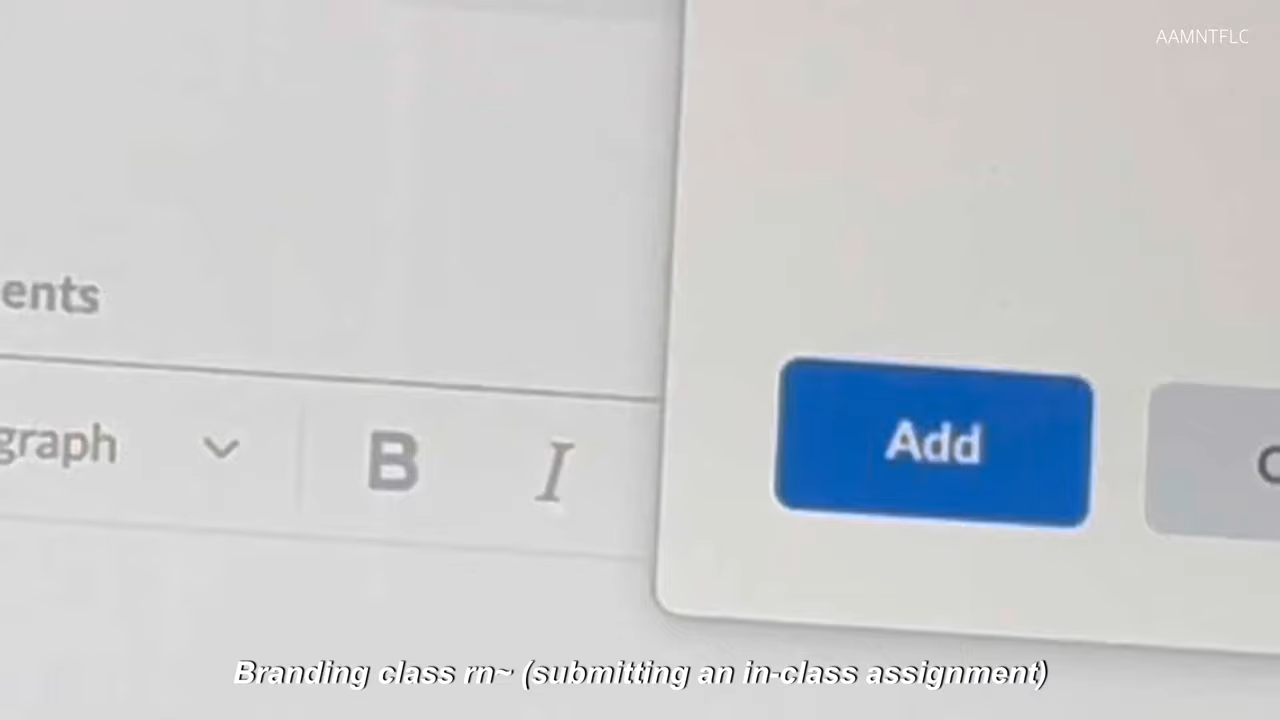 AAMNTFLC
ents
graph
B I
Add
Branding class rn~ (submitting an in-class assignment)